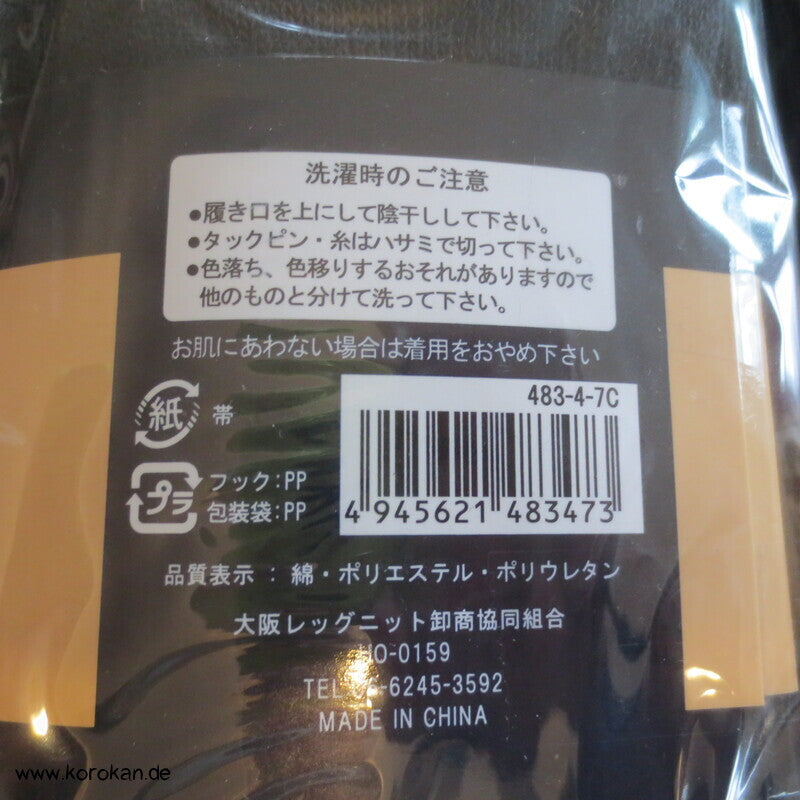 洗濯時のご注意
●履き口を上にして陰干しして下さい。
●タックピン・糸はハサミで切って下さい。
●色落ち、色移りするおそれがありますので
他のものと分けて洗って下さい。
お肌にあわない場合は着用をおやめ下さい
紙 帯
483-4-7C
プラ フック:PP
包装袋:PP
4 945621 483473
品質表示 : 綿・ポリエステル・ポリウレタン
大阪レッグニット卸商協同組合
TEL 6245-3592
MADE IN CHINA
www.korokan.de